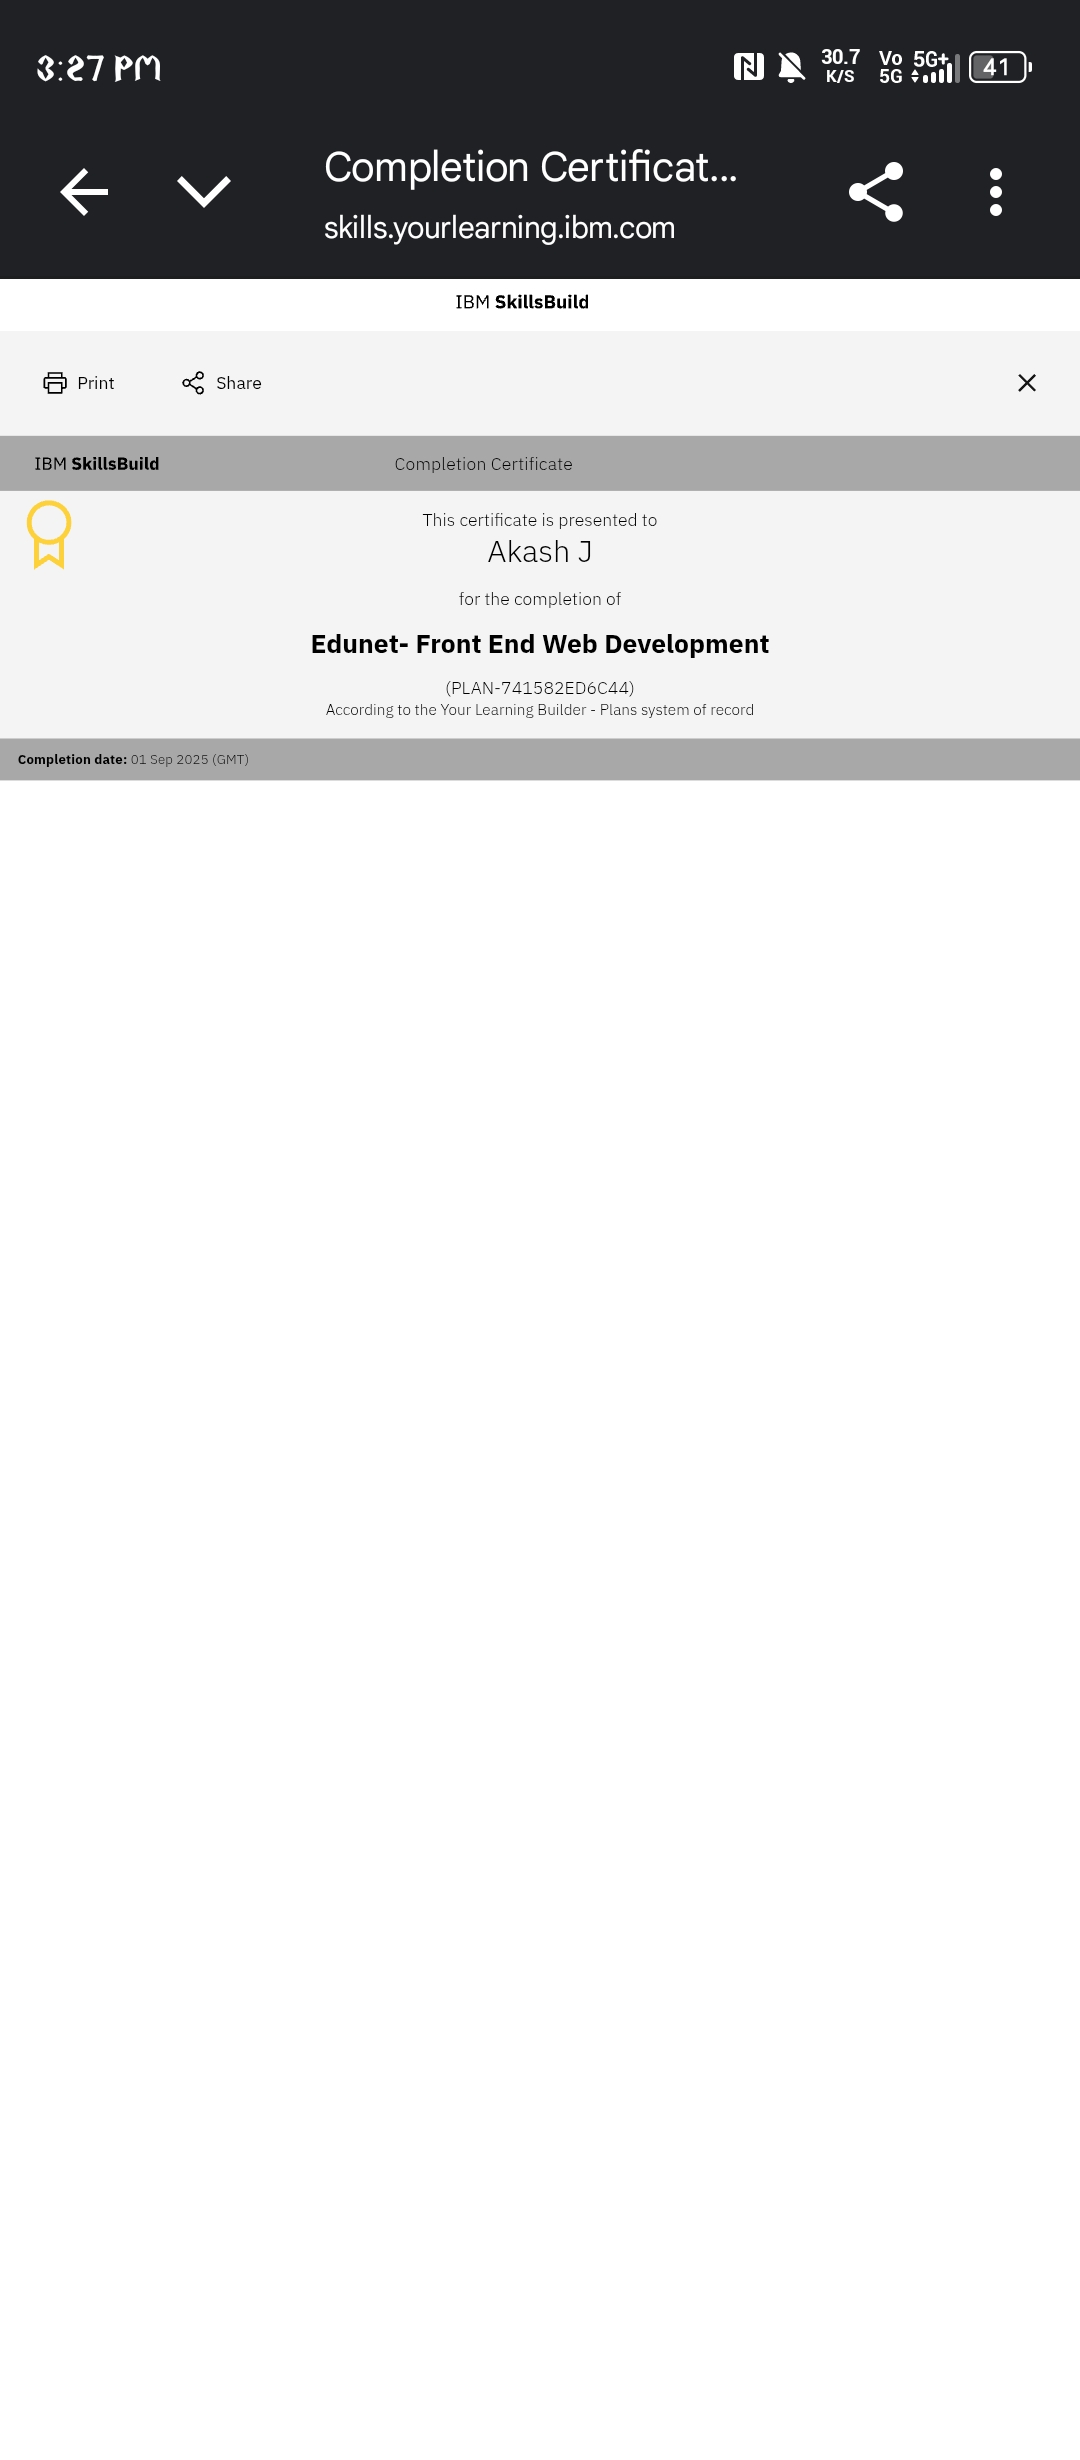 3:27 PM
30.7 K/S Vo 5G 5G+ 41
Completion Certificat...
skills.yourlearning.ibm.com
IBM SkillsBuild
Print Share
IBM SkillsBuild Completion Certificate
This certificate is presented to
Akash J
for the completion of
Edunet- Front End Web Development
(PLAN-741582ED6C44)
According to the Your Learning Builder - Plans system of record
Completion date: 01 Sep 2025 (GMT)